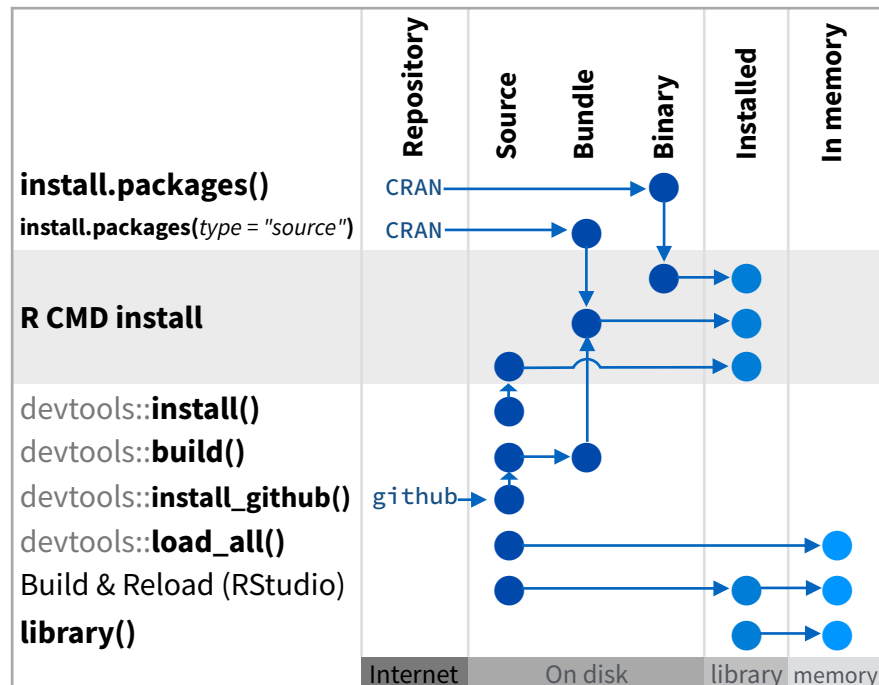 Repository
Source
Bundle
Binary
Installed
In memory
install.packages() CRAN
install.packages(type = "source") CRAN
R CMD install
devtools::install()
devtools::build()
devtools::install_github() github
devtools::load_all()
Build & Reload (RStudio)
library()
Internet On disk library memory